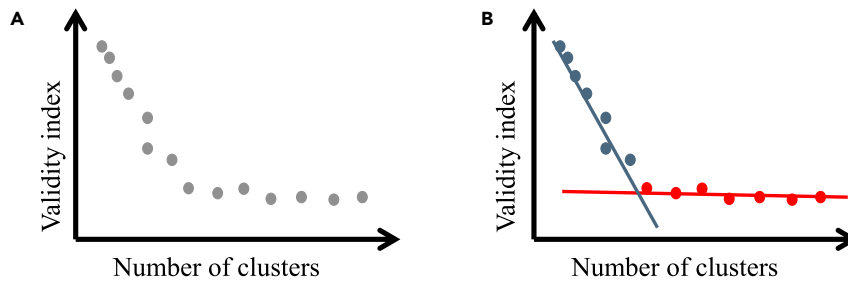 A
Validity index
Number of clusters
B
Validity index
Number of clusters